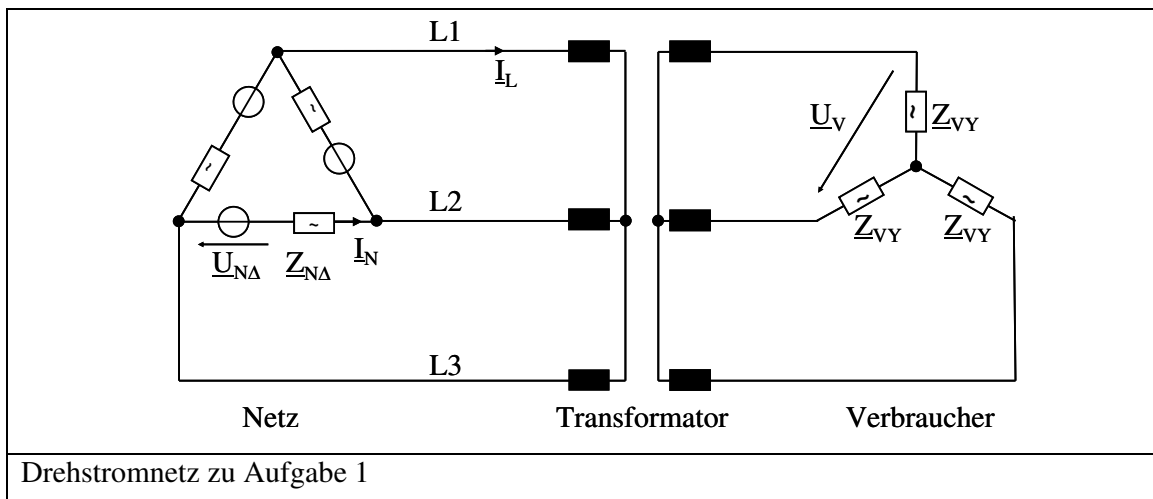 L1
I_L
U_V
Z_VY
~
~
~
L2
~
~
~
Z_VY
Z_VY
U_NΔ
Z_NΔ
I_N
L3
Netz
Transformator
Verbraucher
Drehstromnetz zu Aufgabe 1